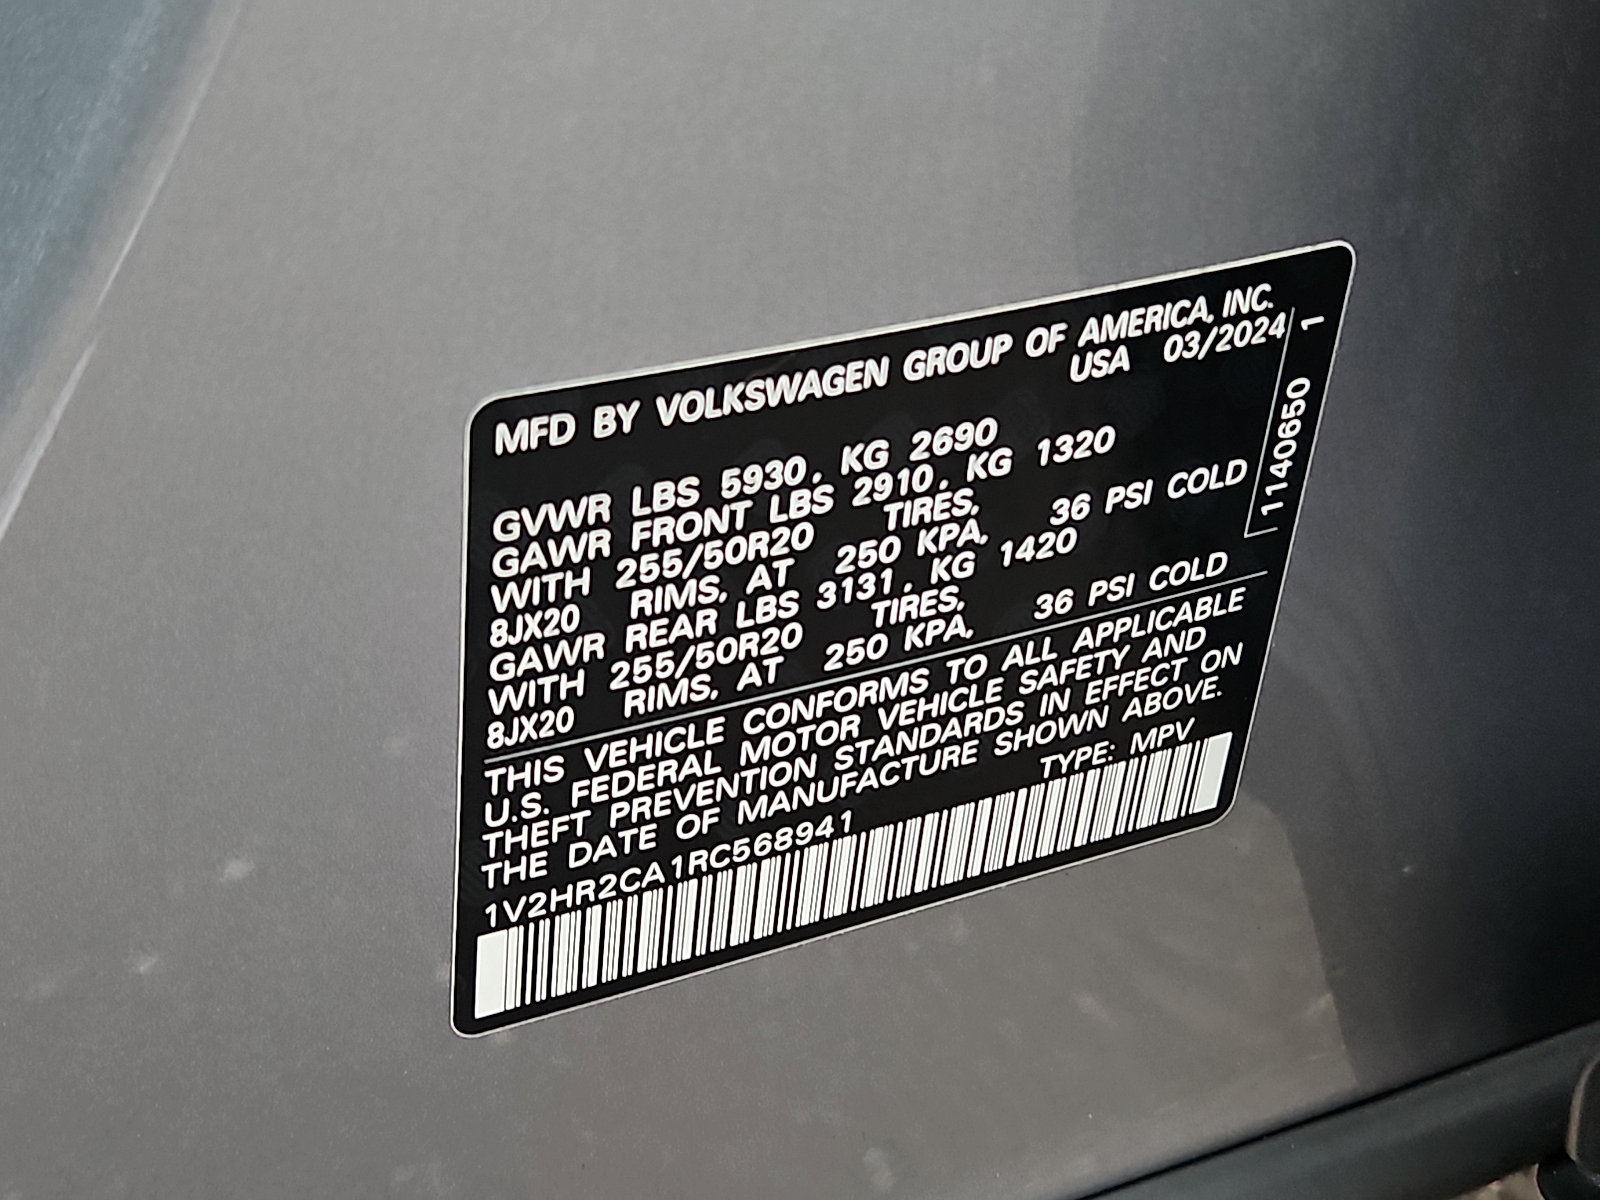 MFD BY VOLKSWAGEN GROUP OF AMERICA, INC.
USA 03/2024
GVWR LBS 5930. KG 2690
GAWR FRONT LBS 2910. KG 1320
WITH 255/50R20 TIRES,
8JX20 RIMS, AT 250 KPA, 36 PSI COLD
GAWR REAR LBS 3131. KG 1420
WITH 255/50R20 TIRES,
8JX20 RIMS, AT 250 KPA, 36 PSI COLD
THIS VEHICLE CONFORMS TO ALL APPLICABLE
U.S. FEDERAL MOTOR VEHICLE SAFETY AND
THEFT PREVENTION STANDARDS IN EFFECT ON
THE DATE OF MANUFACTURE SHOWN ABOVE.
1V2HR2CA1RC568941 TYPE: MPV
1140650 1